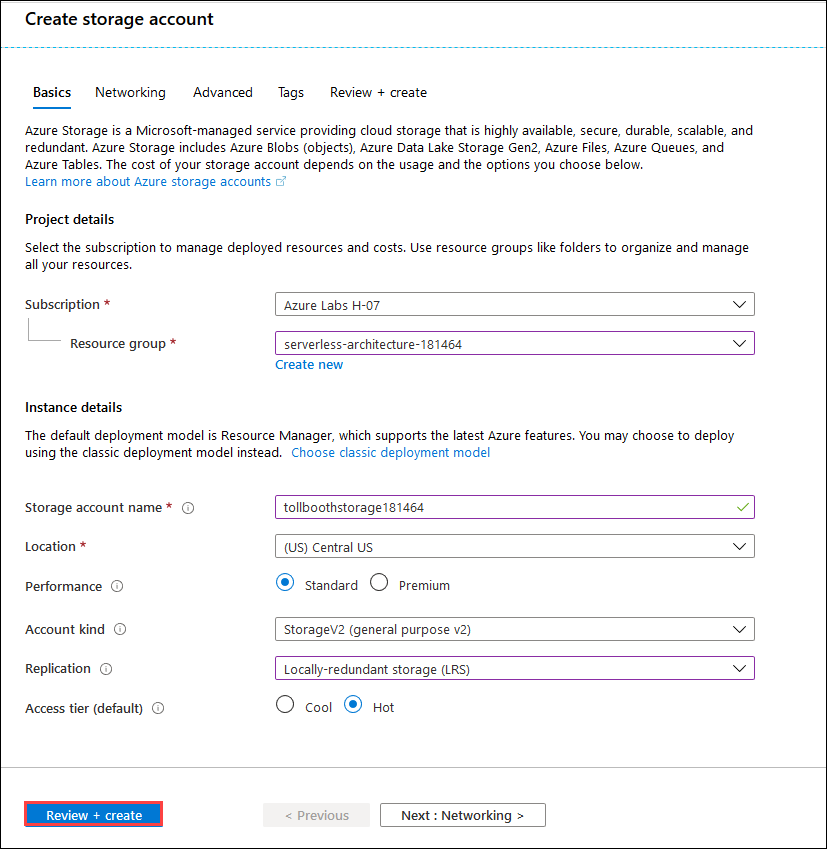 Create storage account
Basics Networking Advanced Tags Review + create
Azure Storage is a Microsoft-managed service providing cloud storage that is highly available, secure, durable, scalable, and
redundant. Azure Storage includes Azure Blobs (objects), Azure Data Lake Storage Gen2, Azure Files, Azure Queues, and
Azure Tables. The cost of your storage account depends on the usage and the options you choose below.
Learn more about Azure storage accounts
Project details
Select the subscription to manage deployed resources and costs. Use resource groups like folders to organize and manage
all your resources.
Subscription * Azure Labs H-07
Resource group * serverless-architecture-181464
Create new
Instance details
The default deployment model is Resource Manager, which supports the latest Azure features. You may choose to deploy
using the classic deployment model instead. Choose classic deployment model
Storage account name * tollboothstorage181464
Location * (US) Central US
Performance Standard Premium
Account kind StorageV2 (general purpose v2)
Replication Locally-redundant storage (LRS)
Access tier (default) Cool Hot
Review + create < Previous Next : Networking >